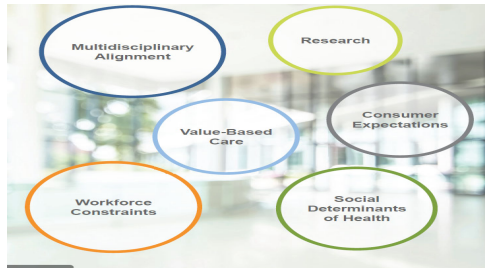 Multidisciplinary
Alignment
Research
Consumer
Expectations
Value-Based
Care
Workforce
Constraints
Social
Determinants
of Health